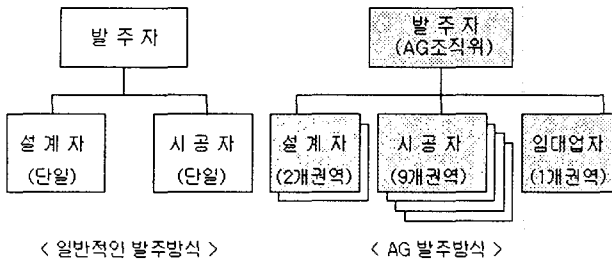 발 주 자
설 계 자
(단일)
시 공 자
(단일)
< 일반적인 발주방식 >
발 주 자
(AG조직위)
설 계 자
(2개권역)
시 공 자
(9개권역)
임대업자
(1개권역)
< AG 발주방식 >